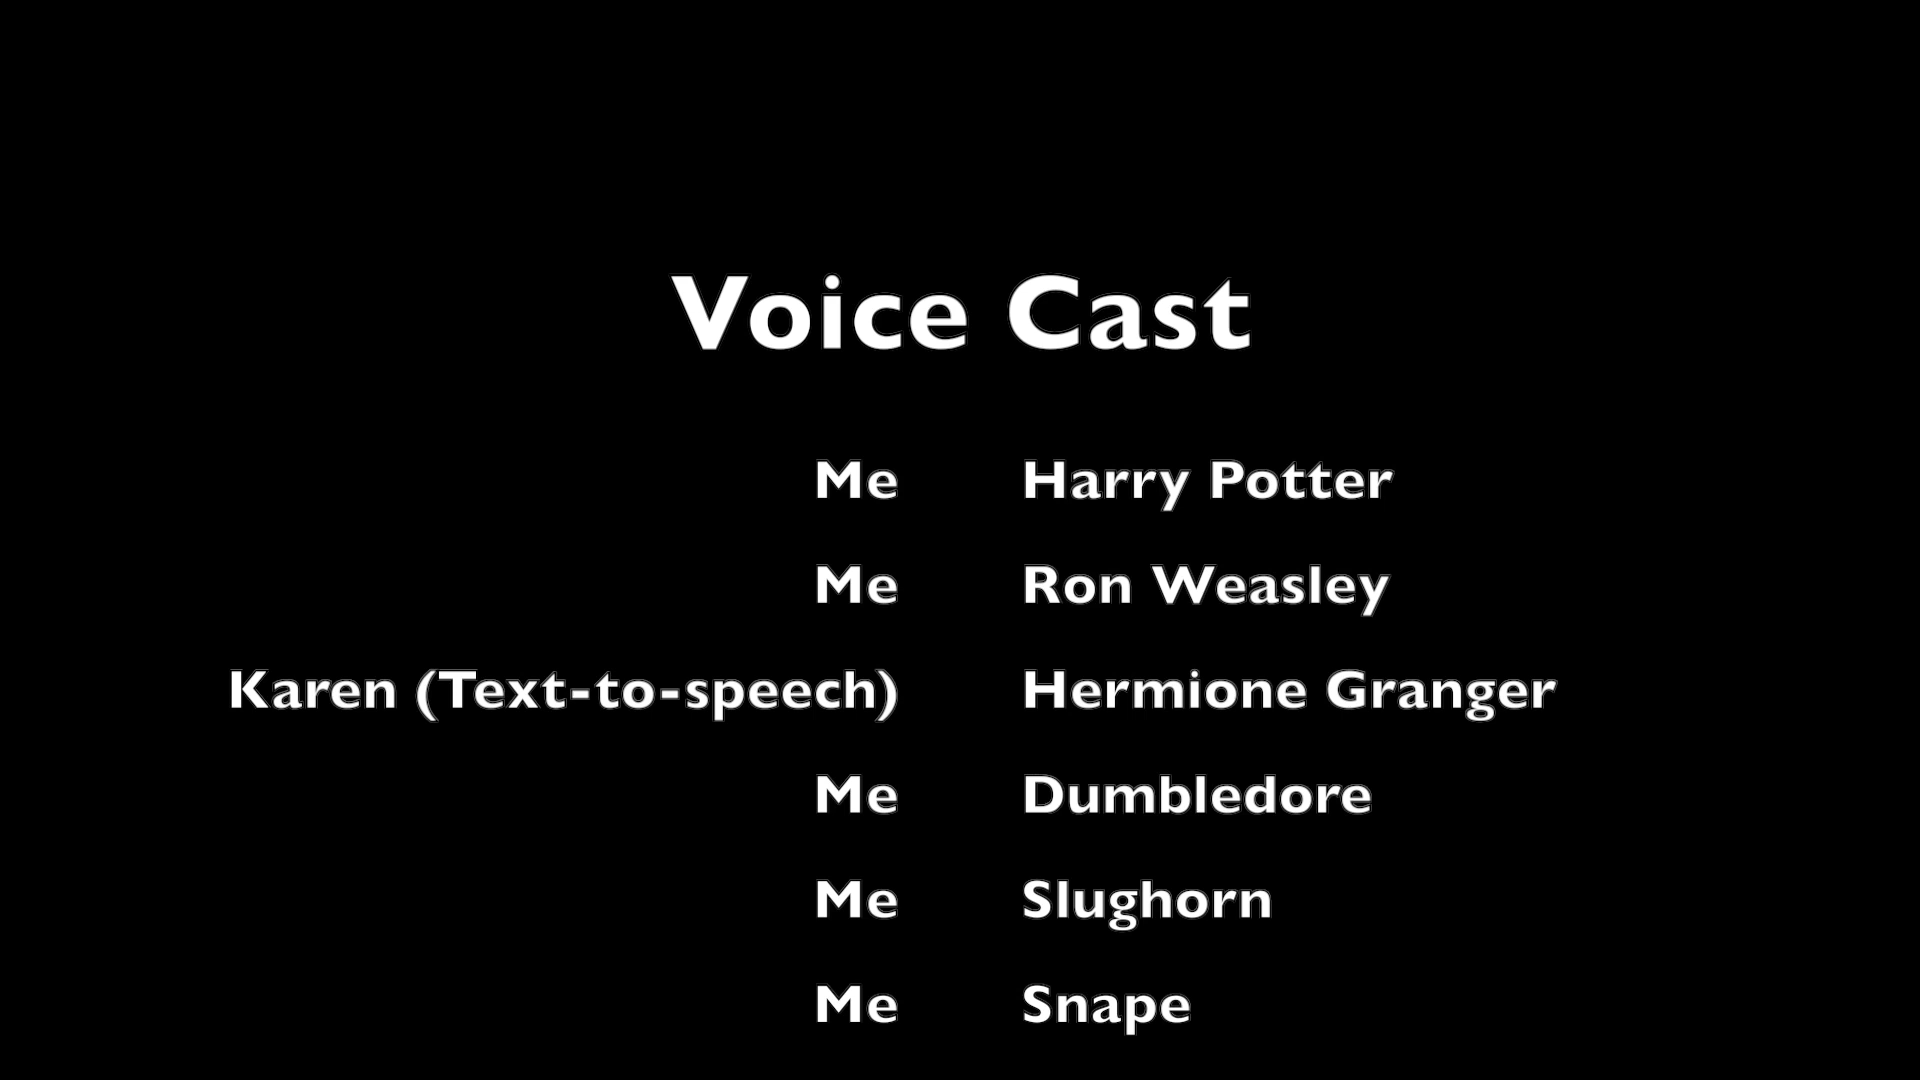 Voice Cast
Me Harry Potter
Me Ron Weasley
Karen (Text-to-speech) Hermione Granger
Me Dumbledore
Me Slughorn
Me Snape